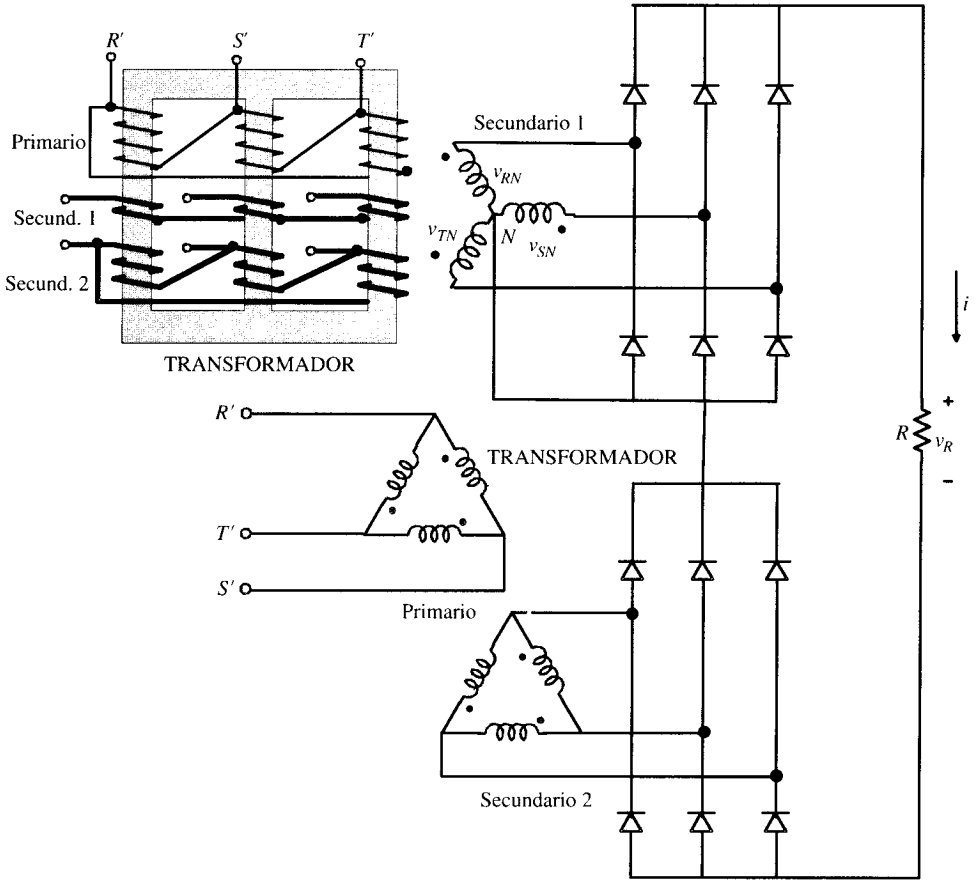 R' S' T'
Primario
Secund. 1
Secund. 2
TRANSFORMADOR
Secundario 1
v_RN
v_TN N v_SN
i
+
R v_R
−
R'
TRANSFORMADOR
T'
S'
Primario
Secundario 2